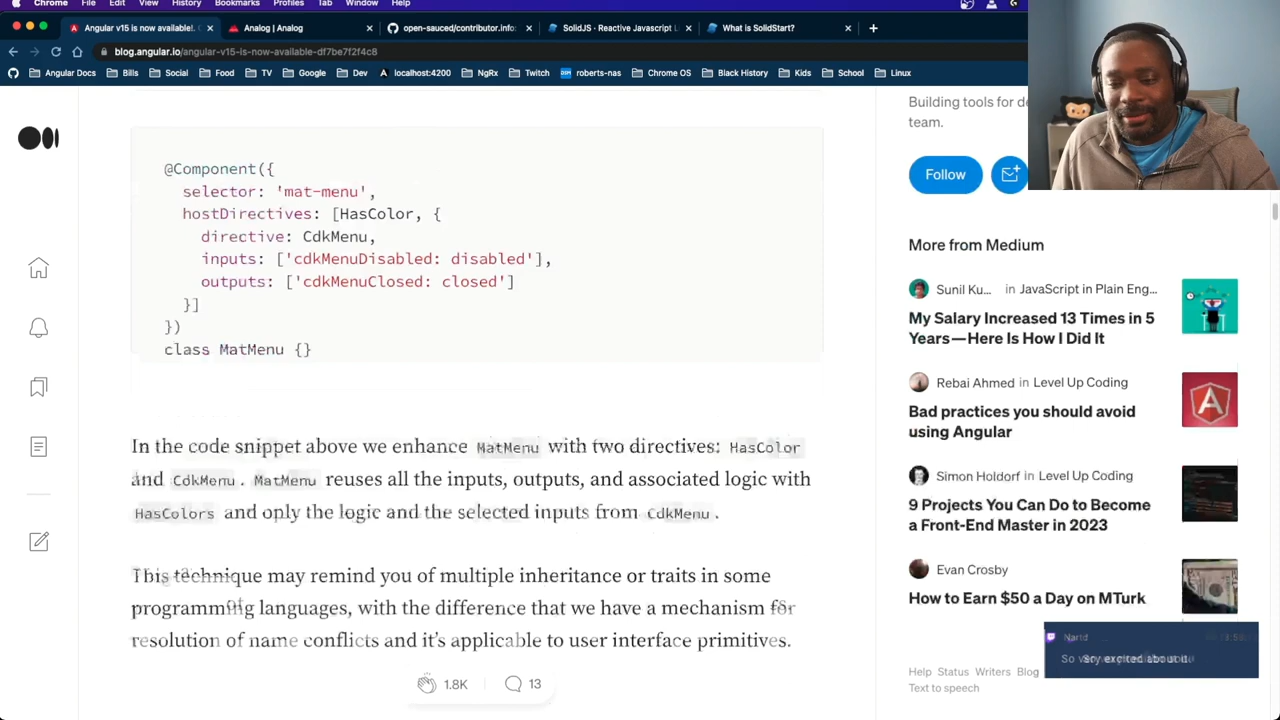 Chrome File Edit View History Bookmarks Profiles Tab Window Help
Angular v15 is now available!. C
Analog | Analog
open-sauced/contributor.info:
SolidJS · Reactive Javascript L
What is SolidStart?
blog.angular.io/angular-v15-is-now-available-df7be7f2f4c8
Angular Docs Bills Social Food TV Google Dev localhost:4200 NgRx Twitch roberts-nas Chrome OS Black History Kids School Linux
@Component({
selector: 'mat-menu',
hostDirectives: [HasColor, {
directive: CdkMenu,
inputs: ['cdkMenuDisabled: disabled'],
outputs: ['cdkMenuClosed: closed']
}]
})
class MatMenu {}
In the code snippet above we enhance MatMenu with two directives: HasColor
and CdkMenu. MatMenu reuses all the inputs, outputs, and associated logic with
HasColors and only the logic and the selected inputs from CdkMenu.
This technique may remind you of multiple inheritance or traits in some
programming languages, with the difference that we have a mechanism for
resolution of name conflicts and it's applicable to user interface primitives.
1.8K
13
Building tools for de
team.
Follow
More from Medium
Sunil Ku... in JavaScript in Plain Eng...
My Salary Increased 13 Times in 5
Years—Here Is How I Did It
Rebai Ahmed in Level Up Coding
Bad practices you should avoid
using Angular
Simon Holdorf in Level Up Coding
9 Projects You Can Do to Become
a Front-End Master in 2023
Evan Crosby
How to Earn $50 a Day on MTurk
Help Status Writers Blog
Text to speech